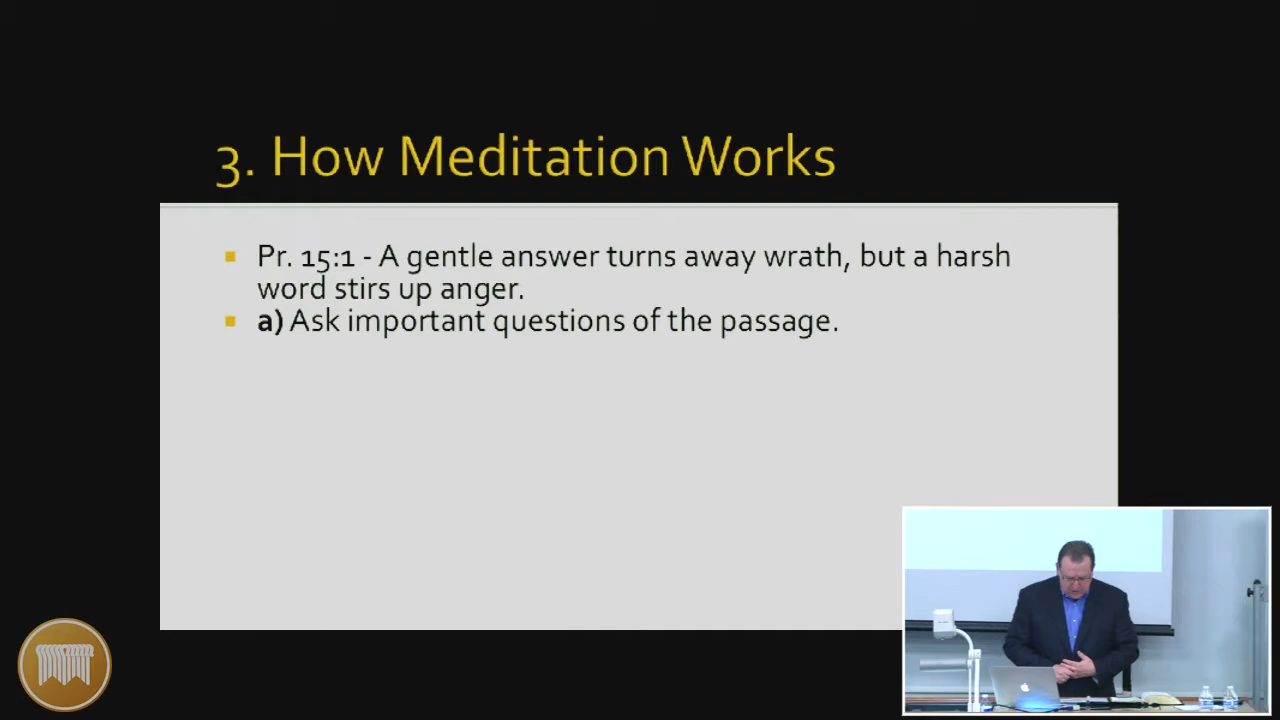 3. How Meditation Works
Pr. 15:1 - A gentle answer turns away wrath, but a harsh
word stirs up anger.
a) Ask important questions of the passage.